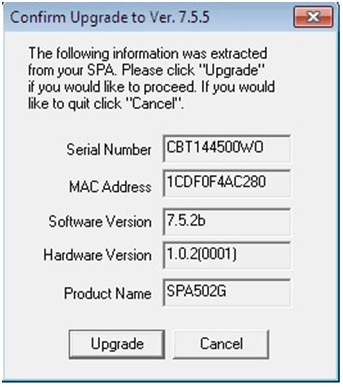 Confirm Upgrade to Ver. 7.5.5
The following information was extracted
from your SPA. Please click "Upgrade"
if you would like to proceed. If you would
like to quit click "Cancel".
Serial Number CBT144500WO
MAC Address 1CDF0F4AC280
Software Version 7.5.2b
Hardware Version 1.0.2(0001)
Product Name SPA502G
Upgrade Cancel